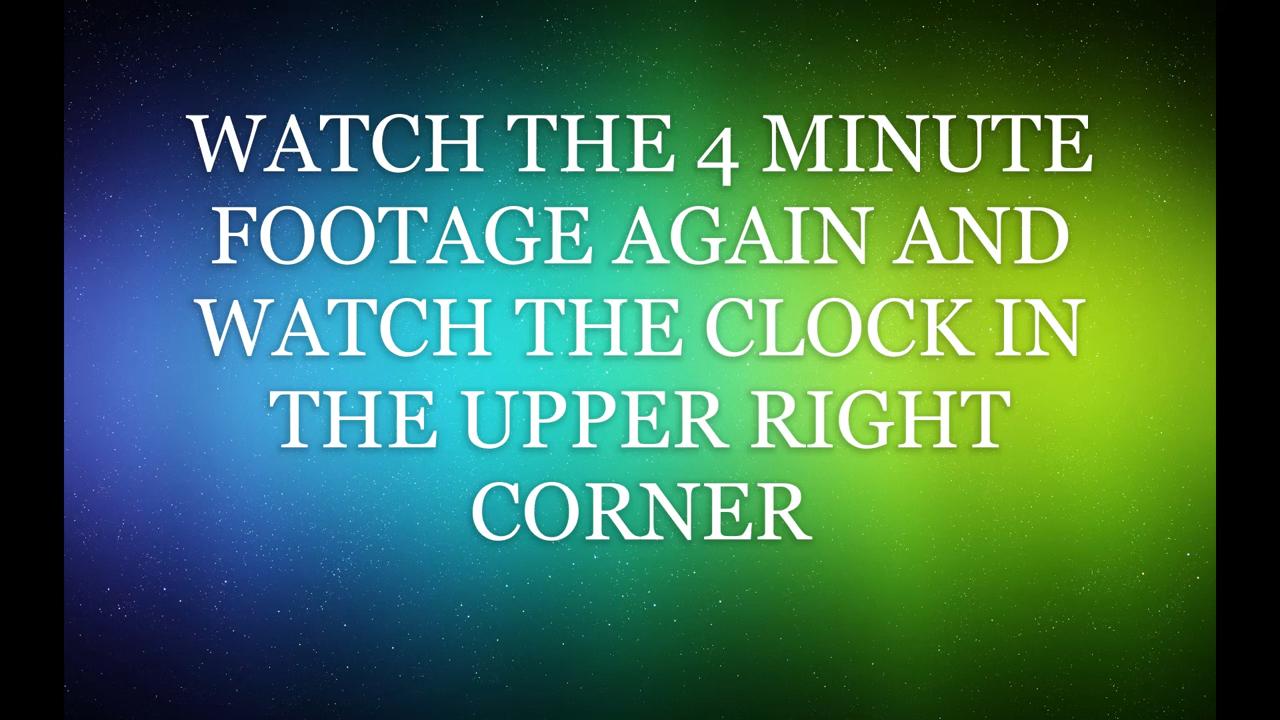 WATCH THE 4 MINUTE
FOOTAGE AGAIN AND
WATCH THE CLOCK IN
THE UPPER RIGHT
CORNER